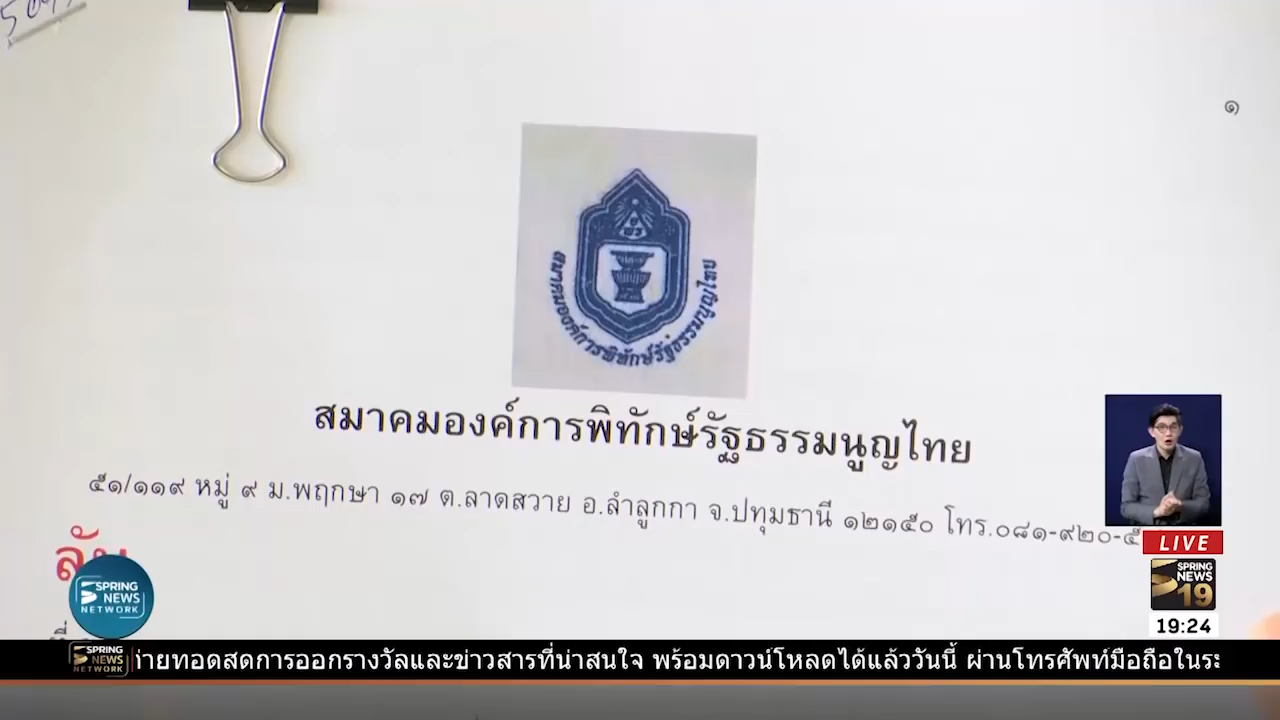 ๑
สมาคมองค์การพิทักษ์รัฐธรรมนูญไทย
สมาคมองค์การพิทักษ์รัฐธรรมนูญไทย
๕๑/๑๑๙ หมู่ ๙ ม.พฤกษา ๑๗ ต.ลาดสวาย อ.ลำลูกกา จ.ปทุมธานี ๑๒๑๕๐ โทร.๐๘๑-๙๒๐-๕
LIVE
SPRING
NEWS
19
19:24
SPRING
NEWS
NETWORK
SPRING
NEWS
NETWORK
่ายทอดสดการออกรางวัลและข่าวสารที่น่าสนใจ พร้อมดาวน์โหลดได้แล้ววันนี้ ผ่านโทรศัพท์มือถือในระ